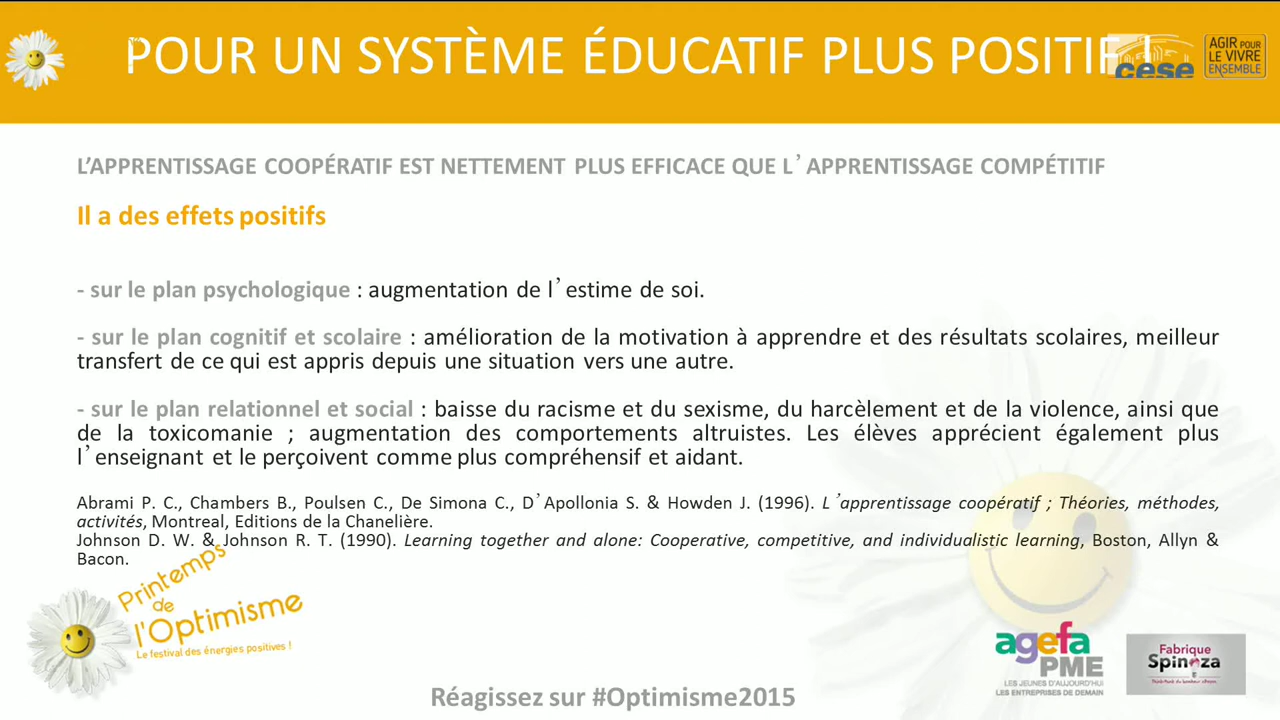 POUR UN SYSTÈME ÉDUCATIF PLUS POSITIF !
cese
AGIR POUR
LE VIVRE
ENSEMBLE
L’APPRENTISSAGE COOPÉRATIF EST NETTEMENT PLUS EFFICACE QUE L’APPRENTISSAGE COMPÉTITIF
Il a des effets positifs
- sur le plan psychologique : augmentation de l’estime de soi.
- sur le plan cognitif et scolaire : amélioration de la motivation à apprendre et des résultats scolaires, meilleur
transfert de ce qui est appris depuis une situation vers une autre.
- sur le plan relationnel et social : baisse du racisme et du sexisme, du harcèlement et de la violence, ainsi que
de la toxicomanie ; augmentation des comportements altruistes. Les élèves apprécient également plus
l’enseignant et le perçoivent comme plus compréhensif et aidant.
Abrami P. C., Chambers B., Poulsen C., De Simona C., D’Apollonia S. & Howden J. (1996). L’apprentissage coopératif ; Théories, méthodes,
activités, Montreal, Editions de la Chanelière.
Johnson D. W. & Johnson R. T. (1990). Learning together and alone: Cooperative, competitive, and individualistic learning, Boston, Allyn &
Bacon.
Printemps
de
l'Optimisme
Le festival des énergies positives !
agefa
PME
LES JEUNES D'AUJOURD'HUI
LES ENTREPRISES DE DEMAIN
Fabrique
Spinoza
Think-Tank du bonheur citoyen
Réagissez sur #Optimisme2015